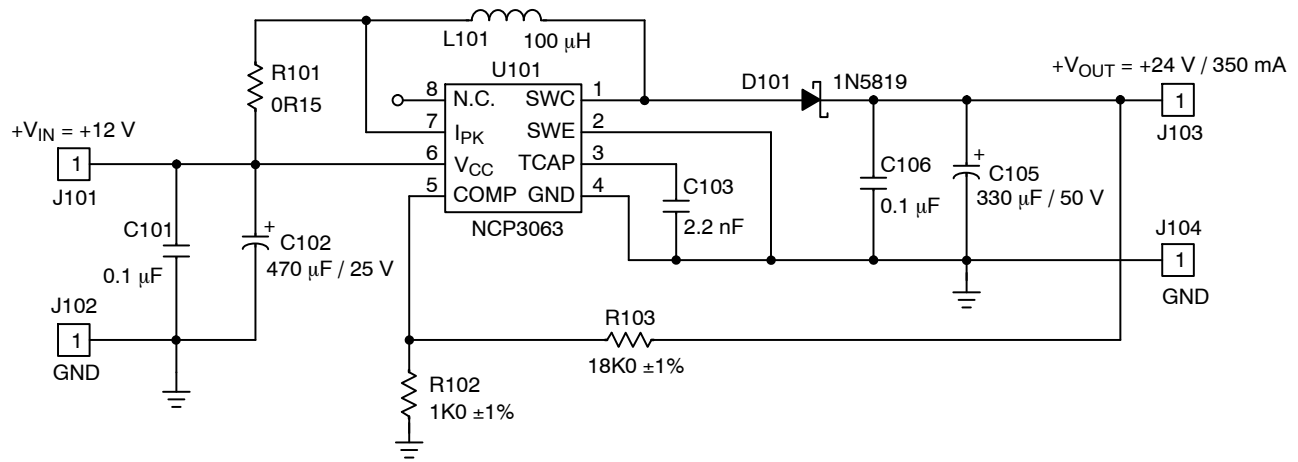 L101 100 μH
R101
0R15
U101
NCP3063
8 N.C.
7 IPK
6 VCC
5 COMP
SWC 1
SWE 2
TCAP 3
GND 4
D101 1N5819
+VOUT = +24 V / 350 mA
1
J103
+VIN = +12 V
1
J101
C101
0.1 μF
+
C102
470 μF / 25 V
J102
1
GND
C103
2.2 nF
C106
0.1 μF
+
C105
330 μF / 50 V
J104
1
GND
R103
18K0 ±1%
R102
1K0 ±1%